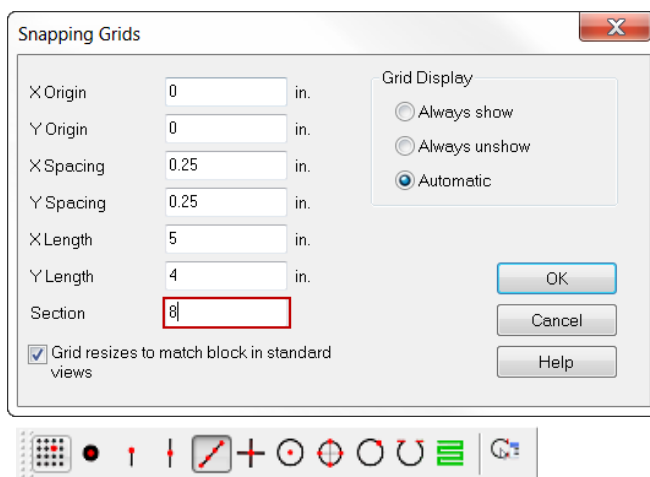 Snapping Grids
X Origin 0 in.
Y Origin 0 in.
X Spacing 0.25 in.
Y Spacing 0.25 in.
X Length 5 in.
Y Length 4 in.
Section 8
Grid resizes to match block in standard
views
Grid Display
Always show
Always unshow
Automatic
OK
Cancel
Help